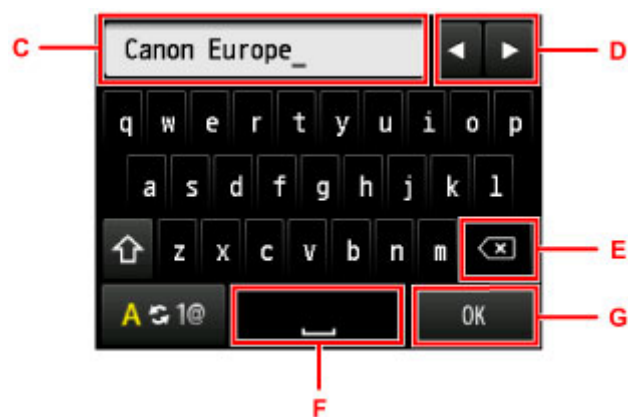 C Canon Europe_ D
q w e r t y u i o p
a s d f g h j k l
z x c v b n m E
A 1@ OK G
F